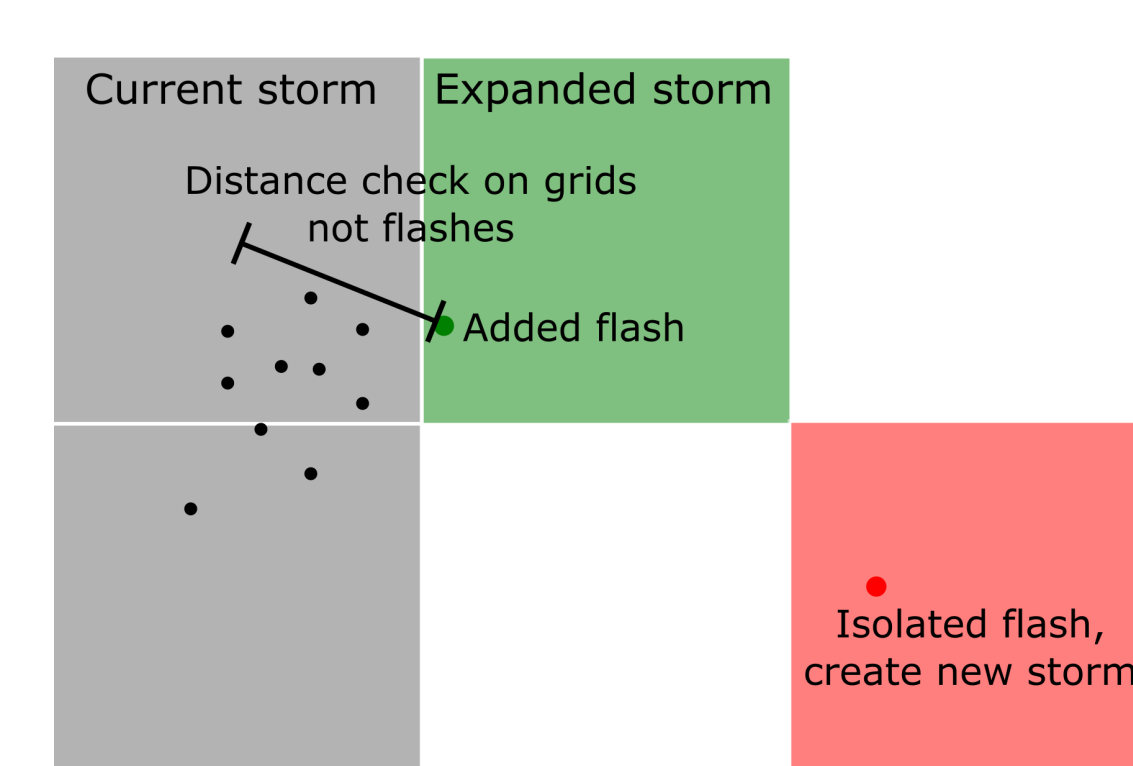 Current storm
Expanded storm
Distance check on grids
not flashes
Added flash
Isolated flash,
create new storm